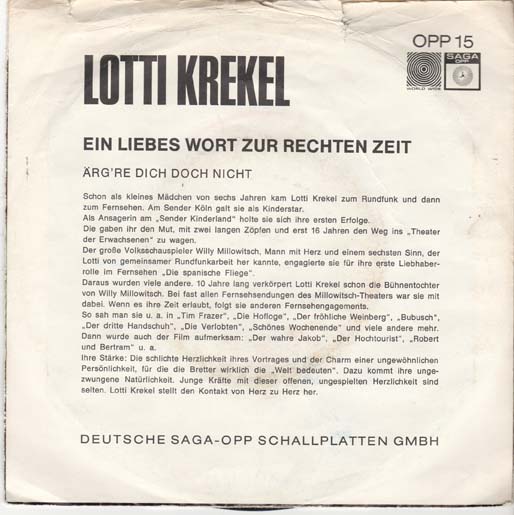 OPP 15
SAGA
OPP
WORLD WIDE
LOTTI KREKEL
EIN LIEBES WORT ZUR RECHTEN ZEIT
ÄRG'RE DICH DOCH NICHT
Schon als kleines Mädchen von sechs Jahren kam Lotti Krekel zum Rundfunk und dann
zum Fernsehen. Am Sender Köln galt sie als Kinderstar.
Als Ansagerin am „Sender Kinderland" holte sie sich ihre ersten Erfolge.
Die gaben ihr den Mut, mit zwei langen Zöpfen und erst 16 Jahren den Weg ins „Theater
der Erwachsenen" zu wagen.
Der große Volksschauspieler Willy Millowitsch, Mann mit Herz und einem sechsten Sinn, der
Lotti von gemeinsamer Rundfunkarbeit her kannte, engagierte sie für ihre erste Liebhaber-
rolle im Fernsehen „Die spanische Fliege".
Daraus wurden viele andere. 10 Jahre lang verkörpert Lotti Krekel schon die Bühnentochter
von Willy Millowitsch. Bei fast allen Fernsehsendungen des Millowitsch-Theaters war sie mit
dabei. Wenn es ihre Zeit erlaubt, folgt sie anderen Fernsehengagements.
So sah man sie u. a. in "Tim Frazer", „Die Hofloge", „Der fröhliche Weinberg", „Bubusch",
„Der dritte Handschuh", „Die Verlobten", „Schönes Wochenende" und viele andere mehr.
Dann wurde auch der Film aufmerksam: „Der wahre Jakob", „Der Hochtourist", „Robert
und Bertram" u. a.
Ihre Stärke: Die schlichte Herzlichkeit ihres Vortrages und der Charm einer ungewöhnlichen
Persönlichkeit, für die die Bretter wirklich die „Welt bedeuten". Dazu kommt ihre unge-
zwungene Natürlichkeit. Junge Kräfte mit dieser offenen, ungespielten Herzlichkeit sind
selten. Lotti Krekel stellt den Kontakt von Herz zu Herz her.
DEUTSCHE SAGA-OPP SCHALLPLATTEN GMBH